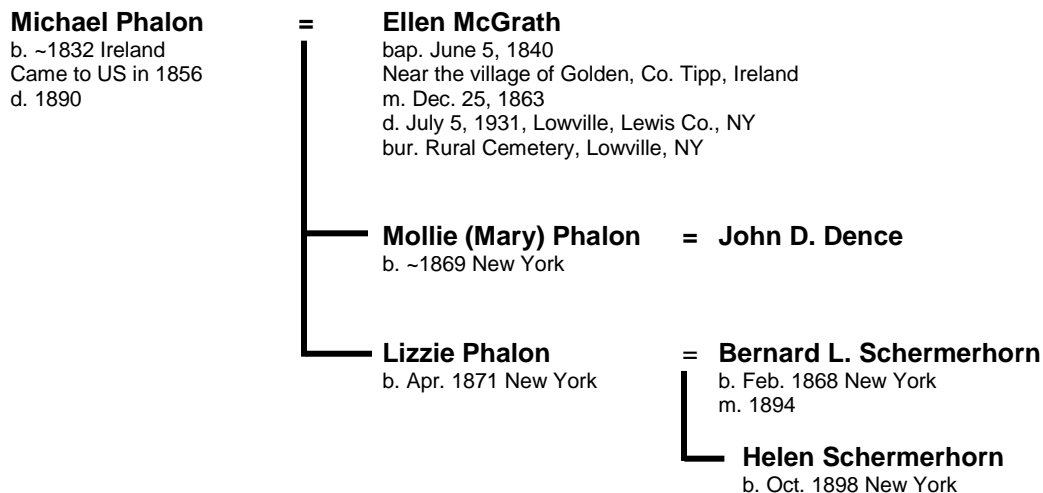 Michael Phalon = Ellen McGrath
b. ~1832 Ireland
Came to US in 1856
d. 1890
bap. June 5, 1840
Near the village of Golden, Co. Tipp, Ireland
m. Dec. 25, 1863
d. July 5, 1931, Lowville, Lewis Co., NY
bur. Rural Cemetery, Lowville, NY
Mollie (Mary) Phalon = John D. Dence
b. ~1869 New York
Lizzie Phalon = Bernard L. Schermerhorn
b. Apr. 1871 New York
b. Feb. 1868 New York
m. 1894
Helen Schermerhorn
b. Oct. 1898 New York